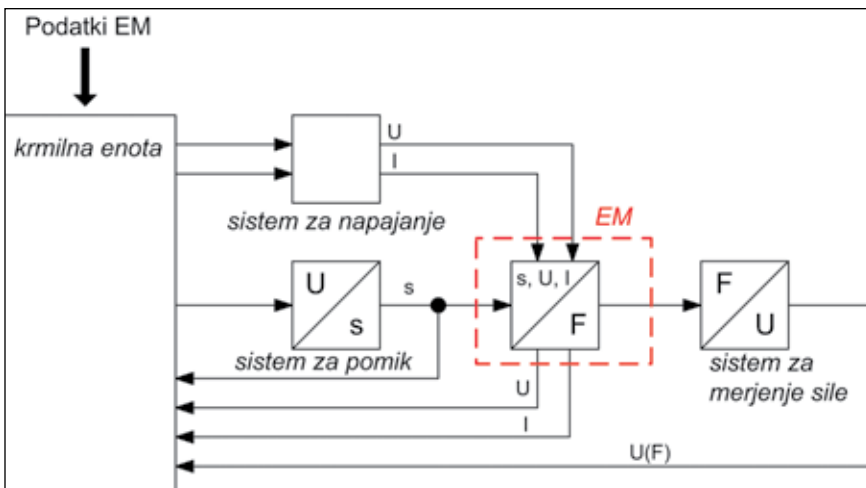 Podatki EM
krmilna enota
U
I
sistem za napajanje
EM
U
s
s
s, U, I
F
F
U
sistem za pomik
sistem za
merjenje sile
U
I
U(F)